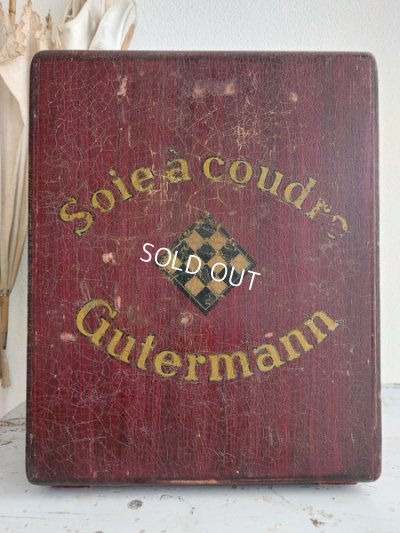 Soie à coudre
SOLD OUT
Gutermann